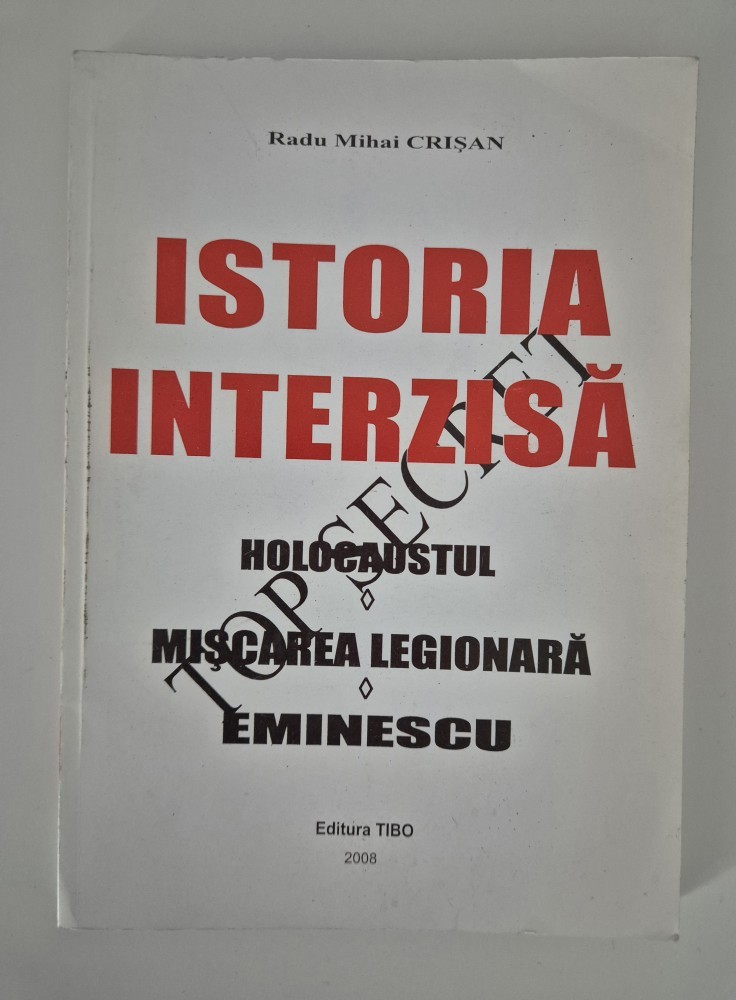 Radu Mihai CRIŞAN
ISTORIA
INTERZISĂ
TOP SECRET
HOLOCAUSTUL
◊
MIŞCAREA LEGIONARĂ
◊
EMINESCU
Editura TIBO
2008